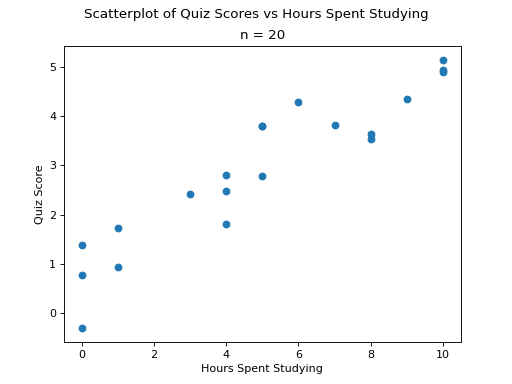 Scatterplot of Quiz Scores vs Hours Spent Studying
n = 20
5
4
3
2
1
0
Quiz Score
0 2 4 6 8 10
Hours Spent Studying